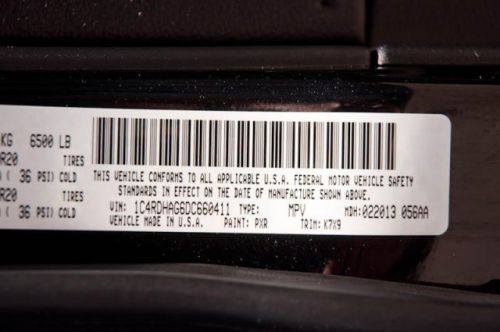 KG 6500 LB
R20 TIRES
( 36 PSI) COLD
R20 TIRES
( 36 PSI) COLD
THIS VEHICLE CONFORMS TO ALL APPLICABLE U.S.A. FEDERAL MOTOR VEHICLE SAFETY
STANDARDS IN EFFECT ON THE DATE OF MANUFACTURE SHOWN ABOVE.
VIN: 1C4RDHAG6DC660411 TYPE: MPV MDH:022013 056AA
VEHICLE MADE IN U.S.A. PAINT: PXR TRIM: K7X9